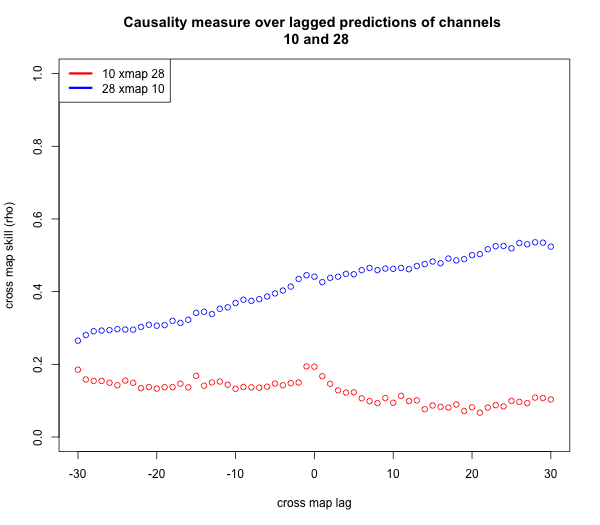 Causality measure over lagged predictions of channels
10 and 28
10 xmap 28
28 xmap 10
cross map skill (rho)
1.0
0.8
0.6
0.4
0.2
0.0
-30 -20 -10 0 10 20 30
cross map lag